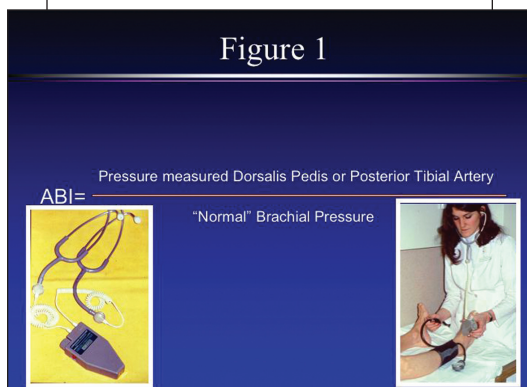 Figure 1
Pressure measured Dorsalis Pedis or Posterior Tibial Artery
ABI=
“Normal” Brachial Pressure